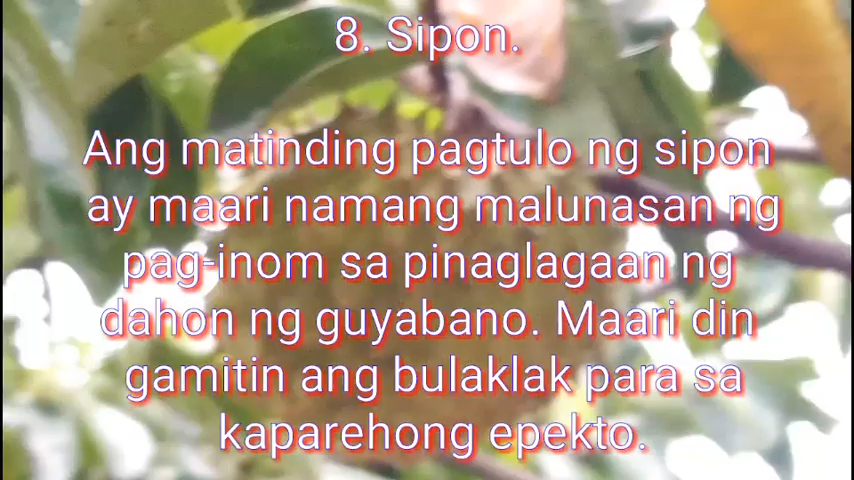 8. Sipon.
Ang matinding pagtulo ng sipon
ay maari namang malunasan ng
pag-inom sa pinaglagaan ng
dahon ng guyabano. Maari din
gamitin ang bulaklak para sa
kaparehong epekto.